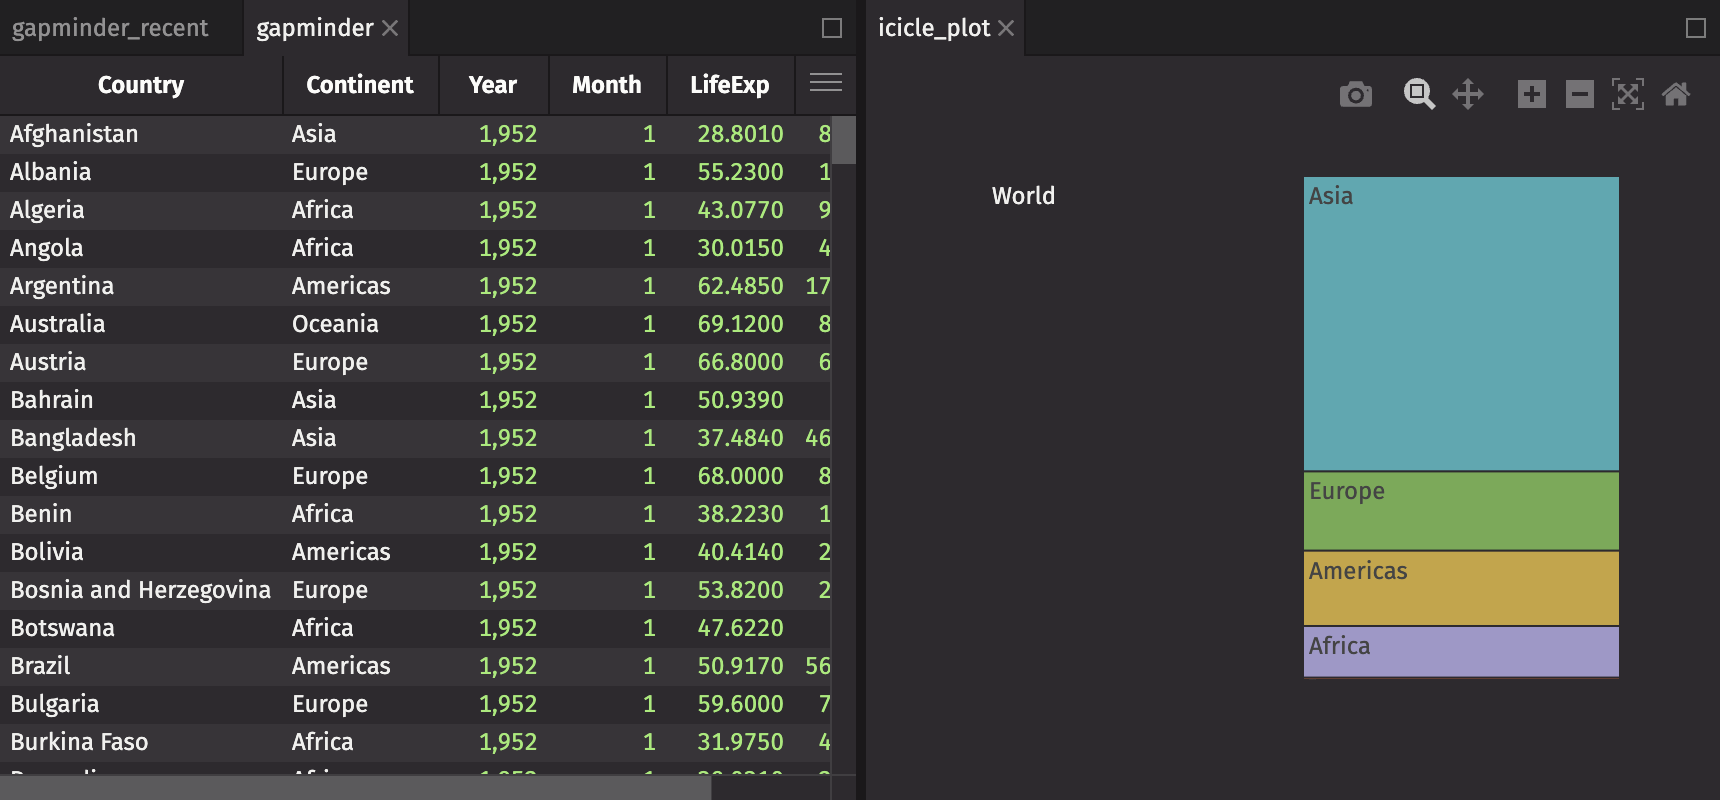 gapminder_recent gapminder
Country Continent Year Month LifeExp
Afghanistan Asia 1,952 1 28.8010 8
Albania Europe 1,952 1 55.2300 1
Algeria Africa 1,952 1 43.0770 9
Angola Africa 1,952 1 30.0150 4
Argentina Americas 1,952 1 62.4850 17
Australia Oceania 1,952 1 69.1200 8
Austria Europe 1,952 1 66.8000 6
Bahrain Asia 1,952 1 50.9390
Bangladesh Asia 1,952 1 37.4840 46
Belgium Europe 1,952 1 68.0000 8
Benin Africa 1,952 1 38.2230 1
Bolivia Americas 1,952 1 40.4140 2
Bosnia and Herzegovina Europe 1,952 1 53.8200 2
Botswana Africa 1,952 1 47.6220
Brazil Americas 1,952 1 50.9170 56
Bulgaria Europe 1,952 1 59.6000 7
Burkina Faso Africa 1,952 1 31.9750 4
icicle_plot
World
Asia
Europe
Americas
Africa